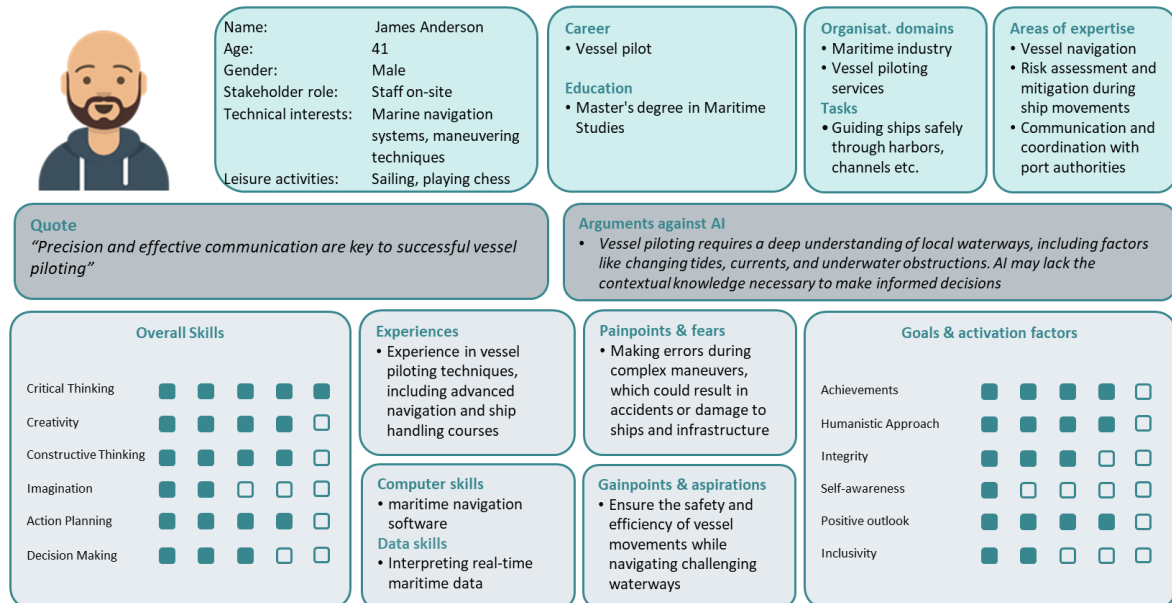 Name: James Anderson
Age: 41
Gender: Male
Stakeholder role: Staff on-site
Technical interests: Marine navigation
systems, maneuvering
techniques
Leisure activities: Sailing, playing chess
Career
• Vessel pilot
Education
• Master's degree in Maritime
Studies
Organisat. domains
• Maritime industry
• Vessel piloting
services
Tasks
• Guiding ships safely
through harbors,
channels etc.
Areas of expertise
• Vessel navigation
• Risk assessment and
mitigation during
ship movements
• Communication and
coordination with
port authorities
Quote
“Precision and effective communication are key to successful vessel
piloting”
Arguments against AI
• Vessel piloting requires a deep understanding of local waterways, including factors
like changing tides, currents, and underwater obstructions. AI may lack the
contextual knowledge necessary to make informed decisions
Overall Skills
Critical Thinking
Creativity
Constructive Thinking
Imagination
Action Planning
Decision Making
Experiences
• Experience in vessel
piloting techniques,
including advanced
navigation and ship
handling courses
Computer skills
• maritime navigation
software
Data skills
• Interpreting real-time
maritime data
Painpoints & fears
• Making errors during
complex maneuvers,
which could result in
accidents or damage to
ships and infrastructure
Gainpoints & aspirations
• Ensure the safety and
efficiency of vessel
movements while
navigating challenging
waterways
Goals & activation factors
Achievements
Humanistic Approach
Integrity
Self-awareness
Positive outlook
Inclusivity